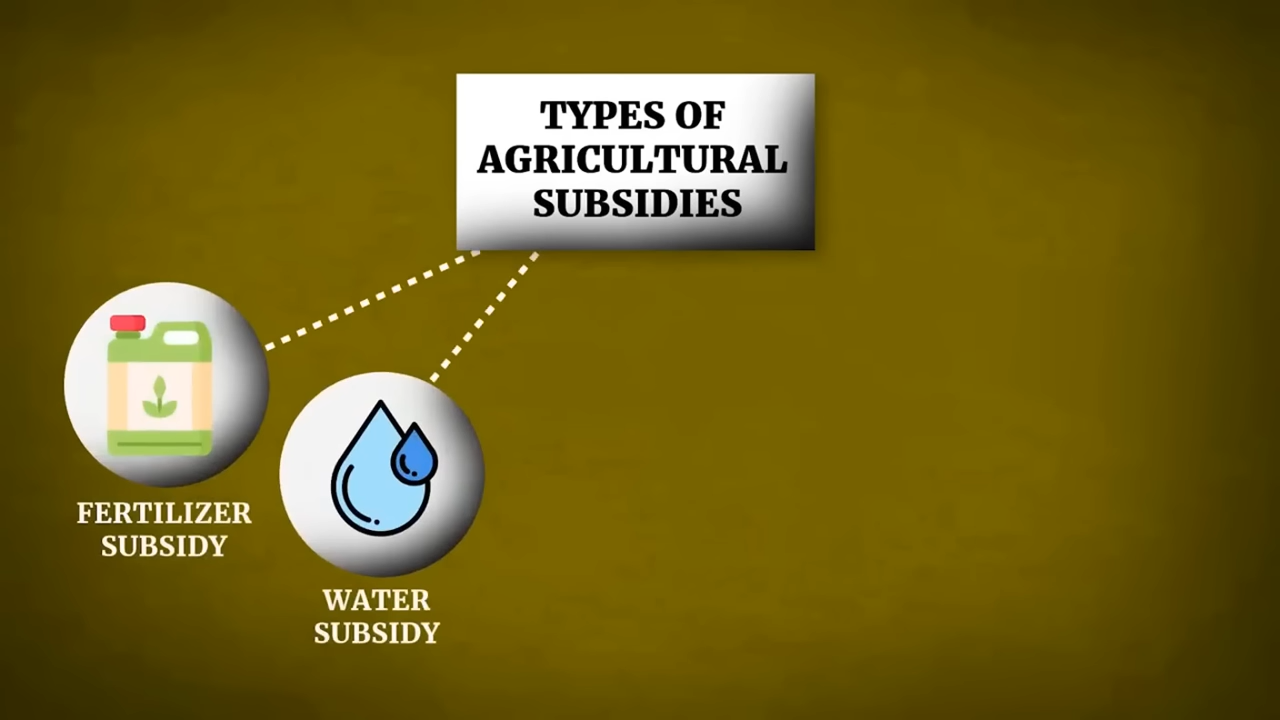 TYPES OF
AGRICULTURAL
SUBSIDIES
FERTILIZER
SUBSIDY
WATER
SUBSIDY